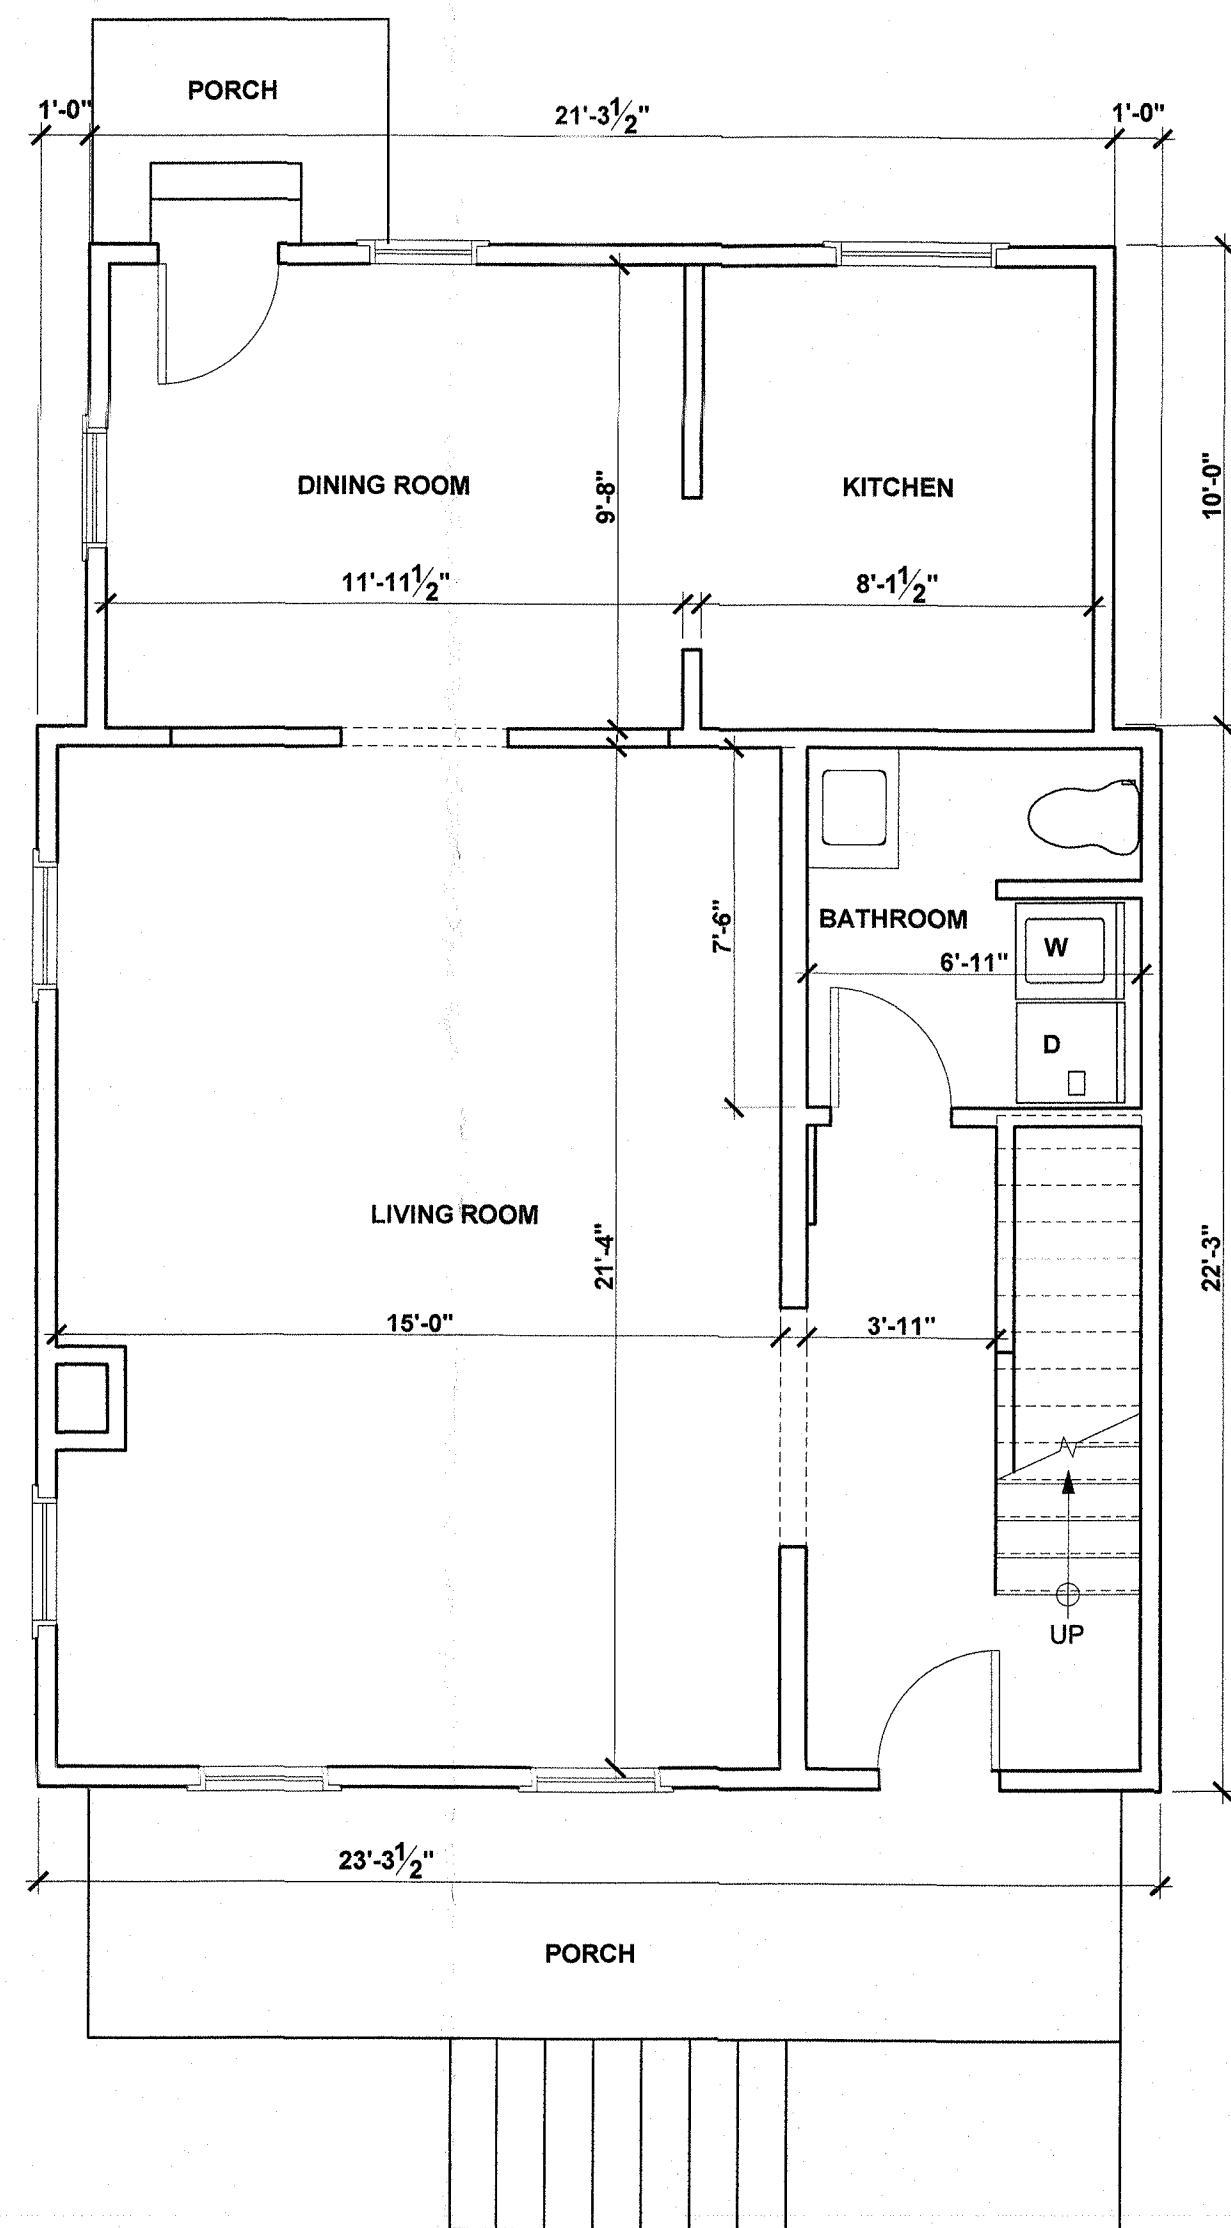 PORCH
1'-0"
21'-3½"
1'-0"
DINING ROOM
KITCHEN
9'-8"
10'-0"
11'-11½"
8'-1½"
BATHROOM
7'-6"
W
6'-11"
D
LIVING ROOM
21'-4"
22'-3"
15'-0"
3'-11"
UP
23'-3½"
PORCH